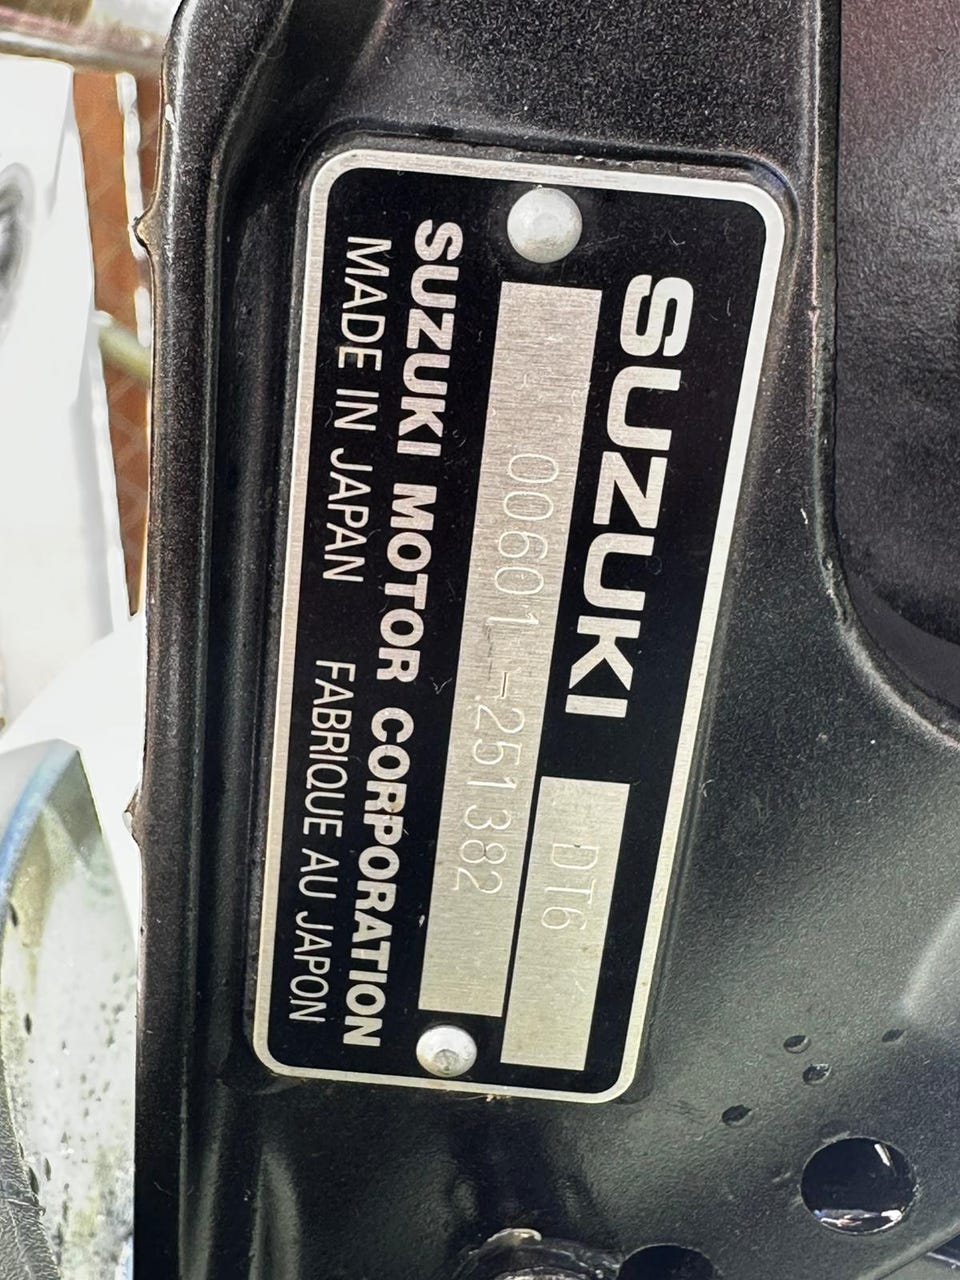 SUZUKI
DT6
00601-251382
SUZUKI MOTOR CORPORATION
MADE IN JAPAN FABRIQUE AU JAPON